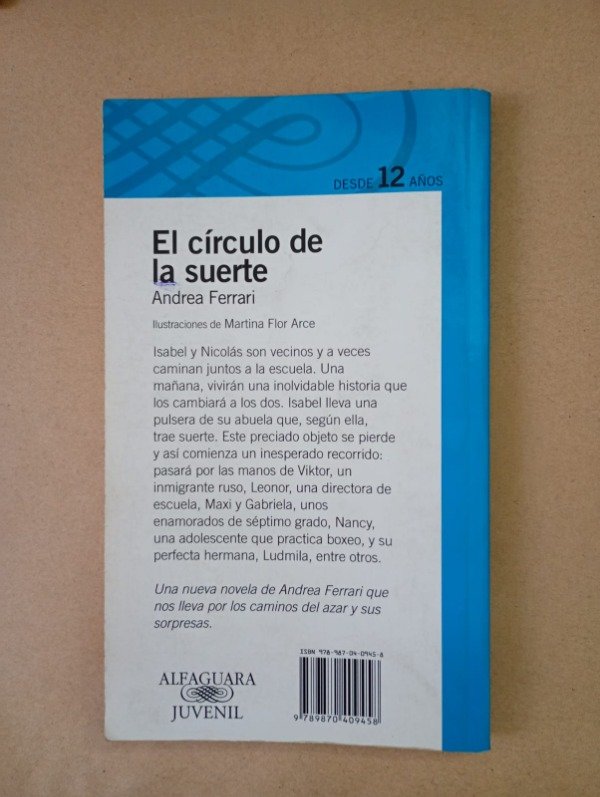 DESDE 12 AÑOS
El círculo de
la suerte
Andrea Ferrari
Ilustraciones de Martina Flor Arce
Isabel y Nicolás son vecinos y a veces
caminan juntos a la escuela. Una
mañana, vivirán una inolvidable historia que
los cambiará a los dos. Isabel lleva una
pulsera de su abuela que, según ella,
trae suerte. Este preciado objeto se pierde
y así comienza un inesperado recorrido:
pasará por las manos de Viktor, un
inmigrante ruso, Leonor, una directora de
escuela, Maxi y Gabriela, unos
enamorados de séptimo grado, Nancy,
una adolescente que practica boxeo, y su
perfecta hermana, Ludmila, entre otros.
Una nueva novela de Andrea Ferrari que
nos lleva por los caminos del azar y sus
sorpresas.
ISBN 978-987-04-0945-8
9 789870 409458
ALFAGUARA
JUVENIL